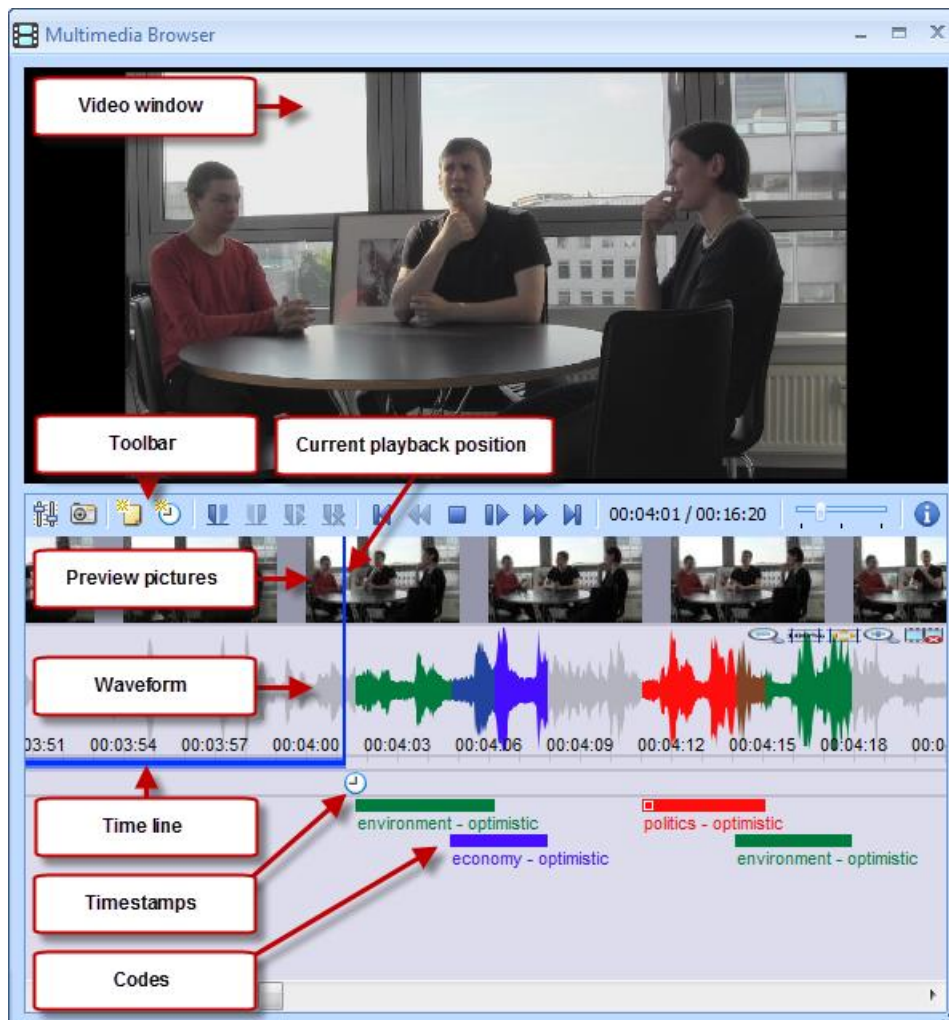 Multimedia Browser
Video window
Toolbar
Current playback position
00:04:01 / 00:16:20
Preview pictures
Waveform
03:51 00:03:54 00:03:57 00:04:00 00:04:03 00:04:06 00:04:09 00:04:12 00:04:15 00:04:18 00:0
Time line
environment - optimistic
politics - optimistic
economy - optimistic
environment - optimistic
Timestamps
Codes